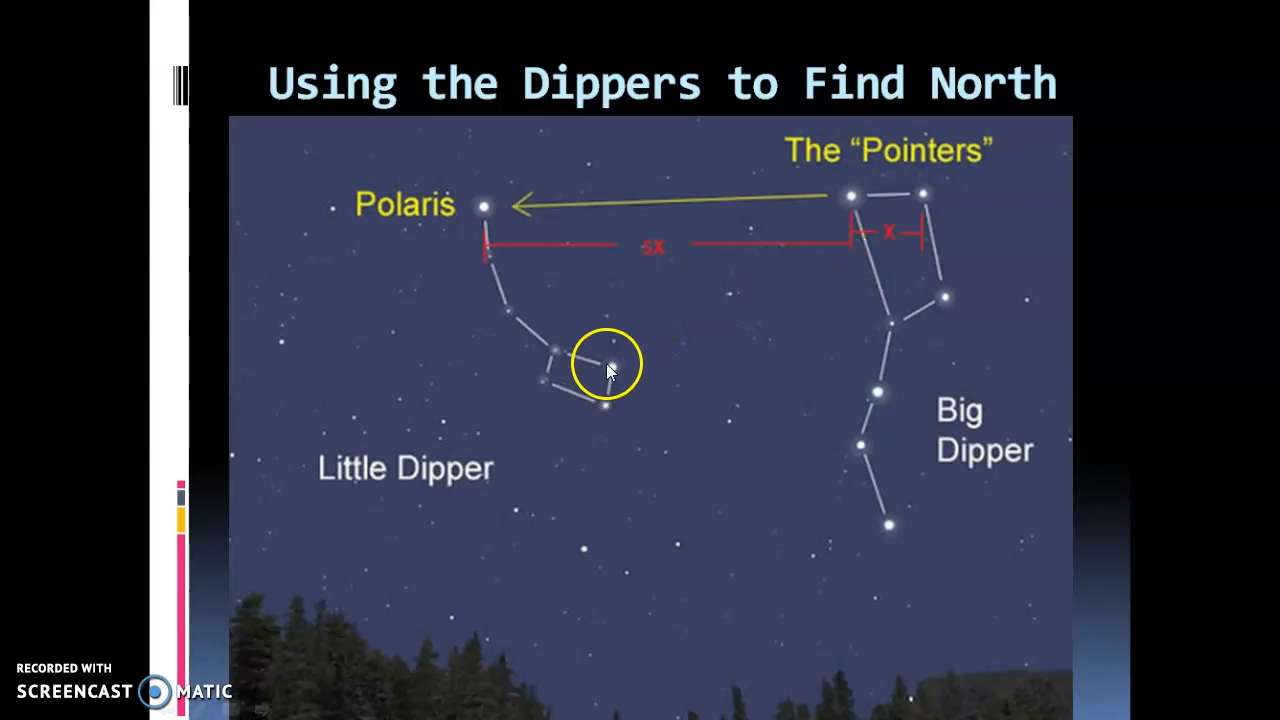 Using the Dippers to Find North
The “Pointers”
Polaris
X
5X
Big
Dipper
Little Dipper
RECORDED WITH
SCREENCAST MATIC